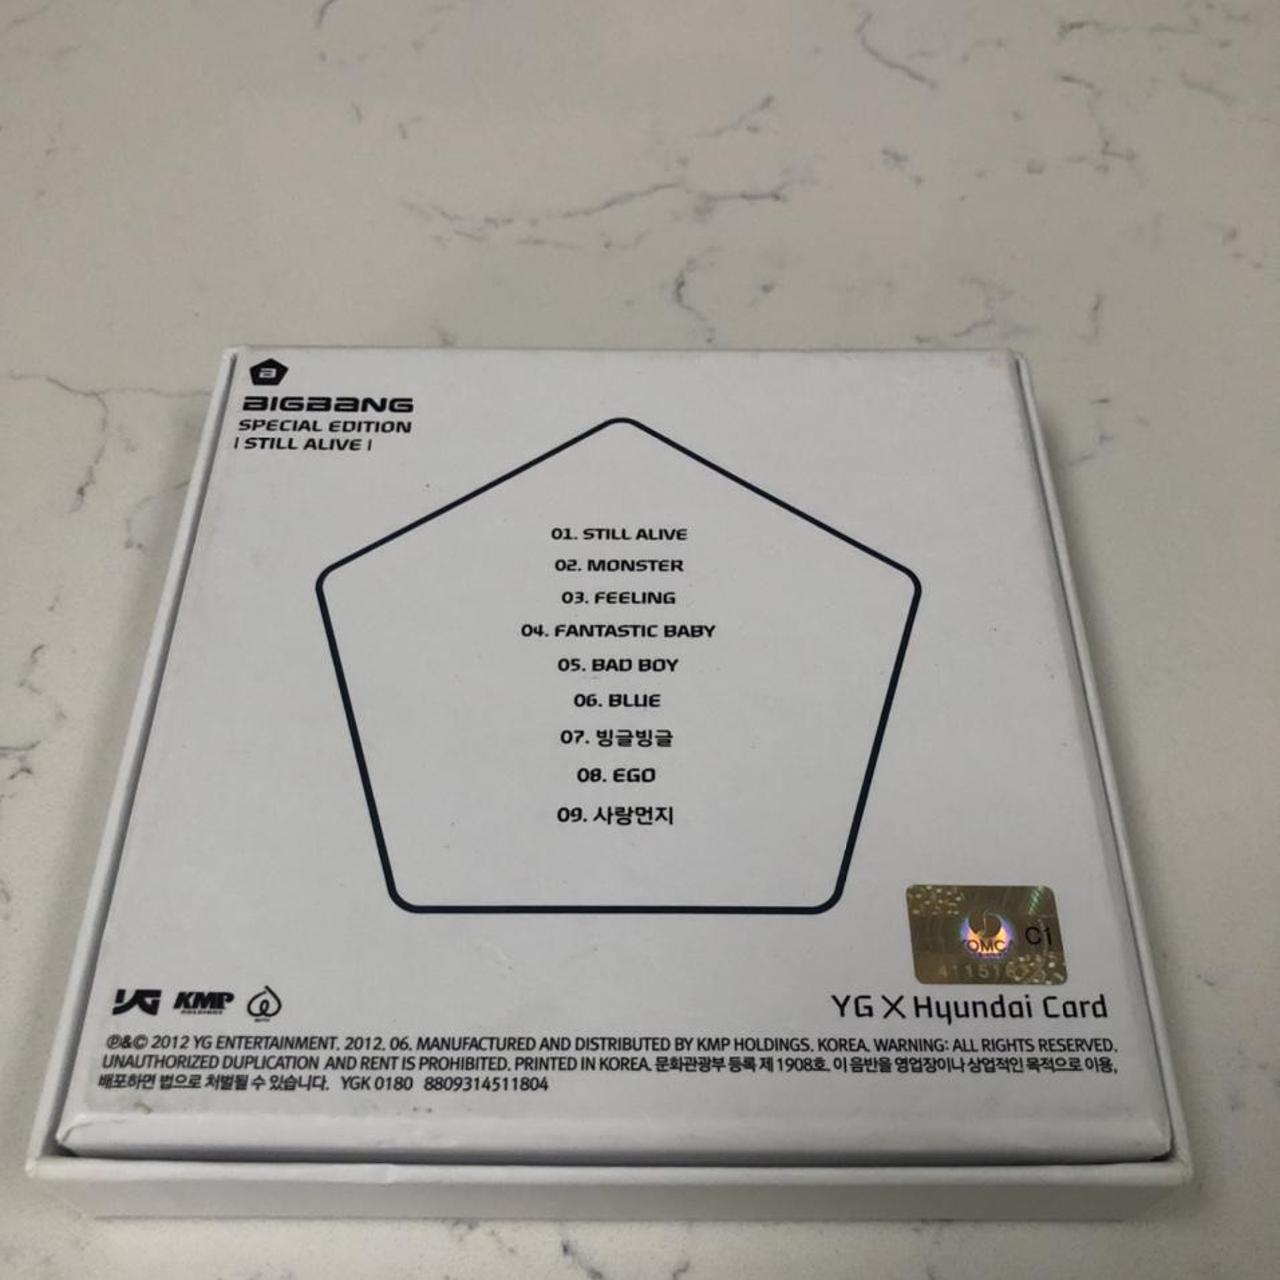 BIGBANG
SPECIAL EDITION
| STILL ALIVE |
01. STILL ALIVE
02. MONSTER
03. FEELING
04. FANTASTIC BABY
05. BAD BOY
06. BLUE
07. 빙글빙글
08. EGO
09. 사랑먼지
KOMCA C1
YG KMP
HOLDINGS
YG X Hyundai Card
℗&© 2012 YG ENTERTAINMENT. 2012. 06. MANUFACTURED AND DISTRIBUTED BY KMP HOLDINGS. KOREA. WARNING: ALL RIGHTS RESERVED.
UNAUTHORIZED DUPLICATION AND RENT IS PROHIBITED. PRINTED IN KOREA. 문화관광부 등록 제 1908호. 이 음반을 영업장이나 상업적인 목적으로 이용,
배포하면 법으로 처벌될 수 있습니다. YGK 0180 8809314511804